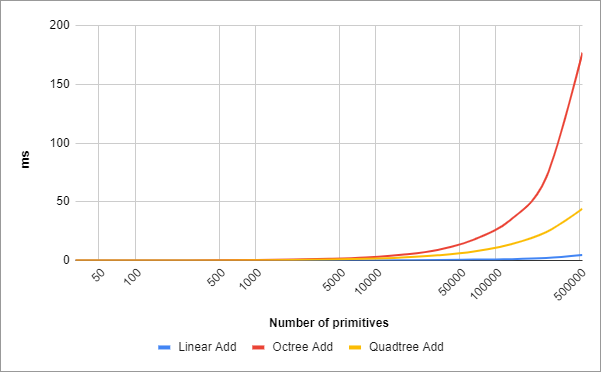 200
150
100
50
0
ms
50
100
500
1000
5000
10000
50000
100000
500000
Number of primitives
Linear Add
Octree Add
Quadtree Add